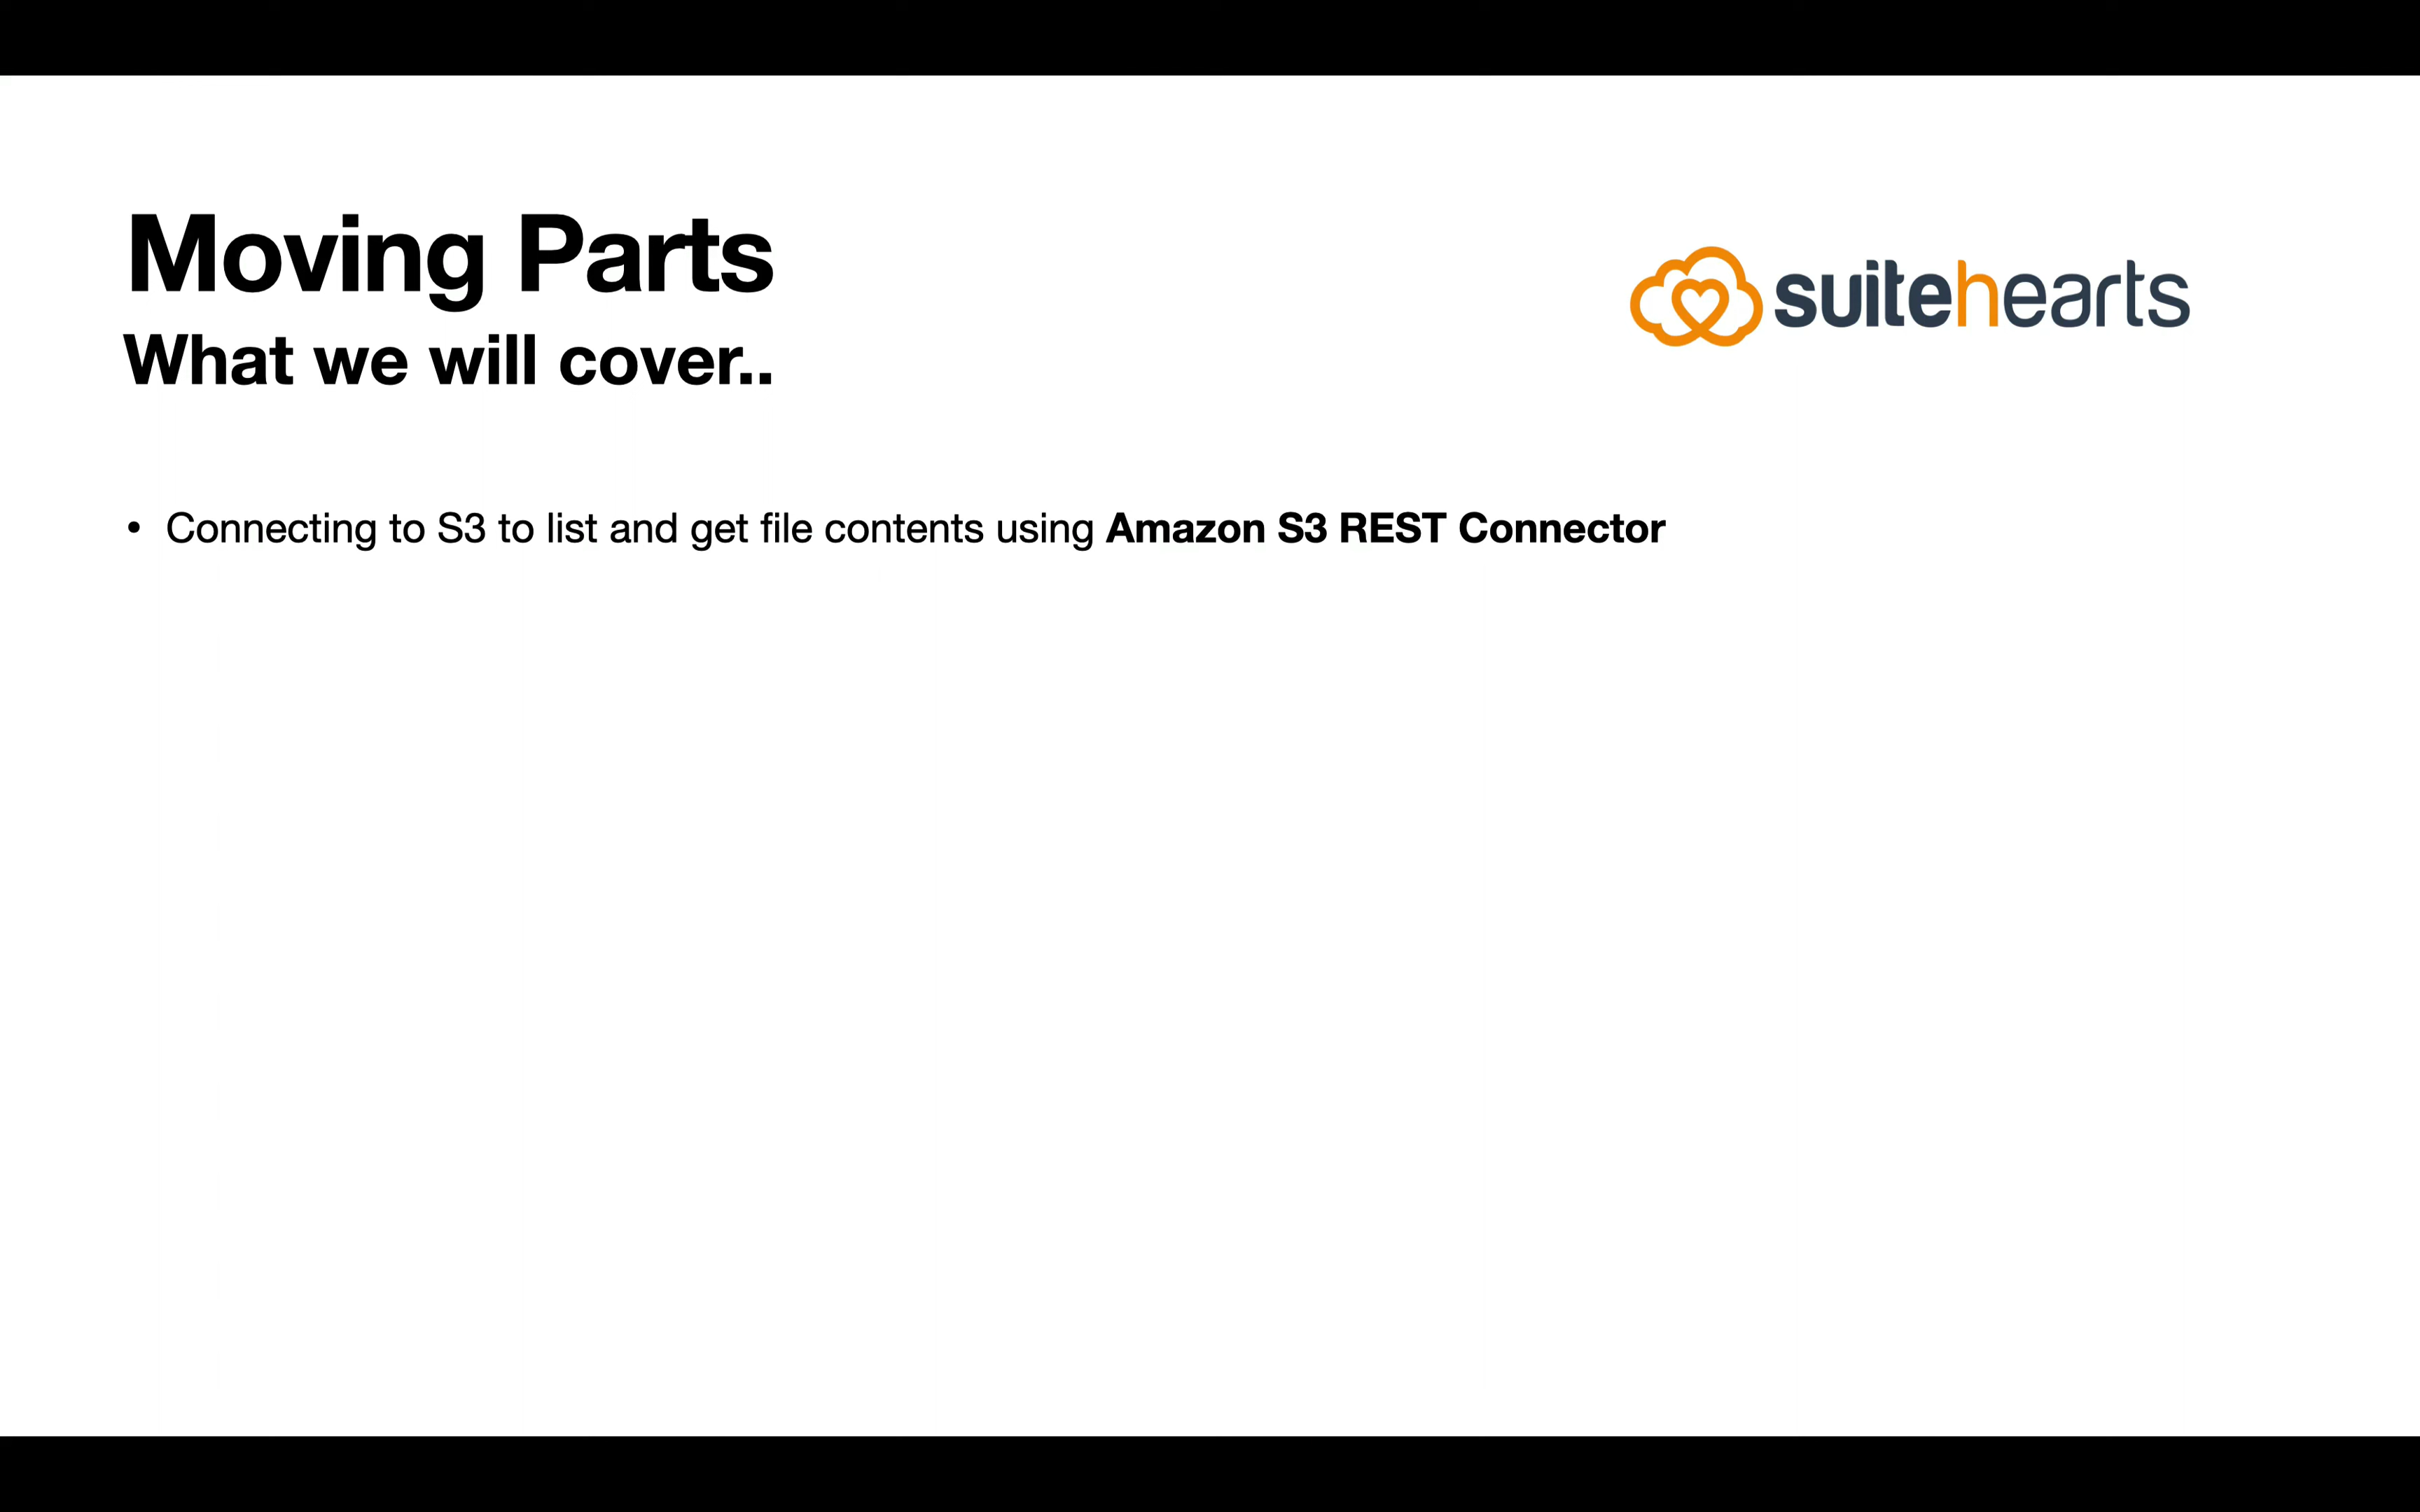 Moving Parts
suitehearts
What we will cover..
• Connecting to S3 to list and get file contents using Amazon S3 REST Connector